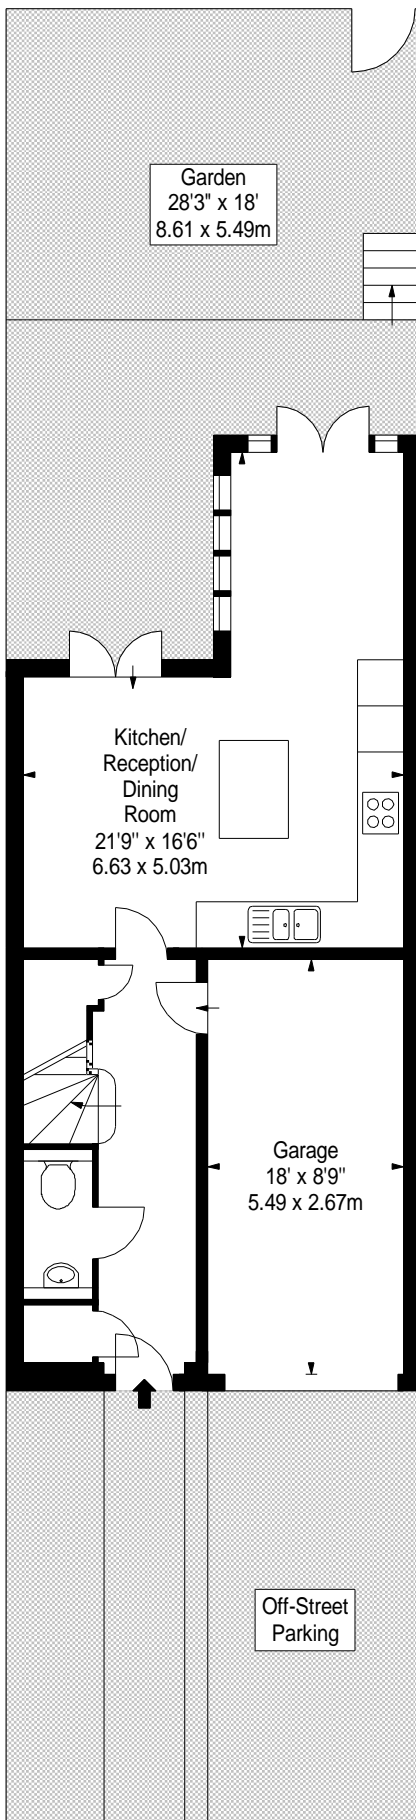 Garden
28'3" x 18'
8.61 x 5.49m
Kitchen/
Reception/
Dining
Room
21'9" x 16'6"
6.63 x 5.03m
Garage
18' x 8'9"
5.49 x 2.67m
Off-Street
Parking